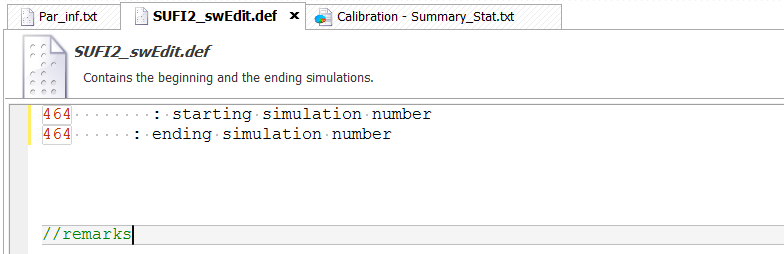 Par_inf.txt
SUFI2_swEdit.def
Calibration - Summary_Stat.txt
SUFI2_swEdit.def
Contains the beginning and the ending simulations.
464 : starting simulation number
464 : ending simulation number
//remarks